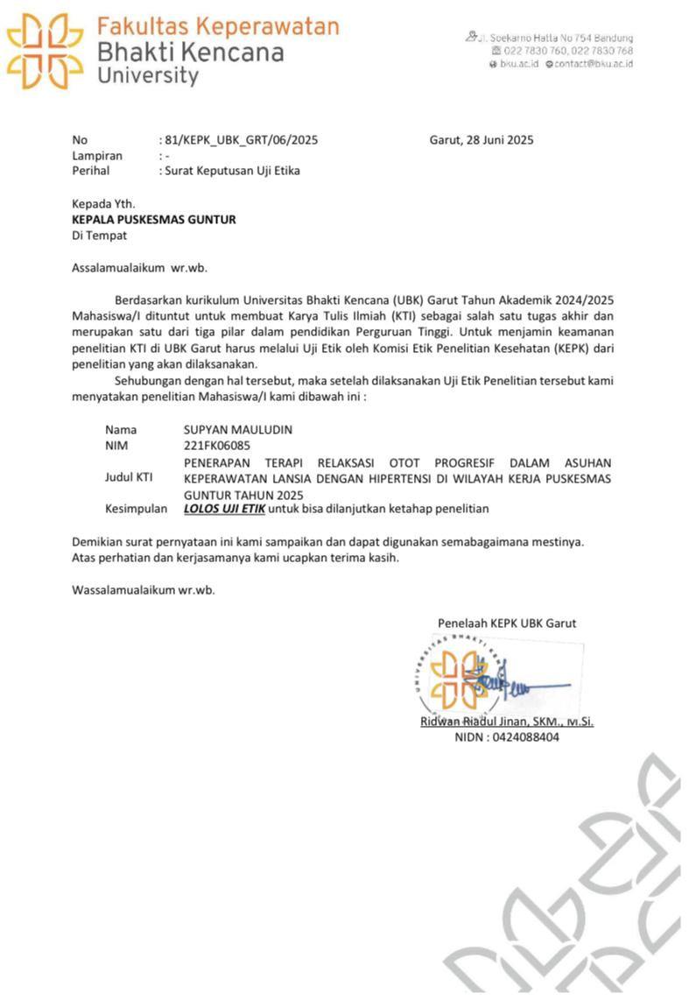 Fakultas Keperawatan
Bhakti Kencana
University
Jl. Soekarno Hatta No 754 Bandung
022 7830 760, 022 7830 768
bku.ac.id contact@bku.ac.id
No : 81/KEPK_UBK_GRT/06/2025 Garut, 28 Juni 2025
Lampiran : -
Perihal : Surat Keputusan Uji Etika
Kepada Yth.
KEPALA PUSKESMAS GUNTUR
Di Tempat
Assalamualaikum wr.wb.
Berdasarkan kurikulum Universitas Bhakti Kencana (UBK) Garut Tahun Akademik 2024/2025
Mahasiswa/I dituntut untuk membuat Karya Tulis Ilmiah (KTI) sebagai salah satu tugas akhir dan
merupakan satu dari tiga pilar dalam pendidikan Perguruan Tinggi. Untuk menjamin keamanan
penelitian KTI di UBK Garut harus melalui Uji Etik oleh Komisi Etik Penelitian Kesehatan (KEPK) dari
penelitian yang akan dilaksanakan.
Sehubungan dengan hal tersebut, maka setelah dilaksanakan Uji Etik Penelitian tersebut kami
menyatakan penelitian Mahasiswa/I kami dibawah ini :
Nama SUPYAN MAULUDIN
NIM 221FK06085
Judul KTI PENERAPAN TERAPI RELAKSASI OTOT PROGRESIF DALAM ASUHAN
KEPERAWATAN LANSIA DENGAN HIPERTENSI DI WILAYAH KERJA PUSKESMAS
GUNTUR TAHUN 2025
Kesimpulan LOLOS UJI ETIK untuk bisa dilanjutkan ketahap penelitian
Demikian surat pernyataan ini kami sampaikan dan dapat digunakan semabagaimana mestinya.
Atas perhatian dan kerjasamanya kami ucapkan terima kasih.
Wassalamualaikum wr.wb.
Penelaah KEPK UBK Garut
UNIVERSITAS BHAKTI KENCANA
Ridwan Riadul Jinan, SKM., M.Si.
NIDN : 0424088404